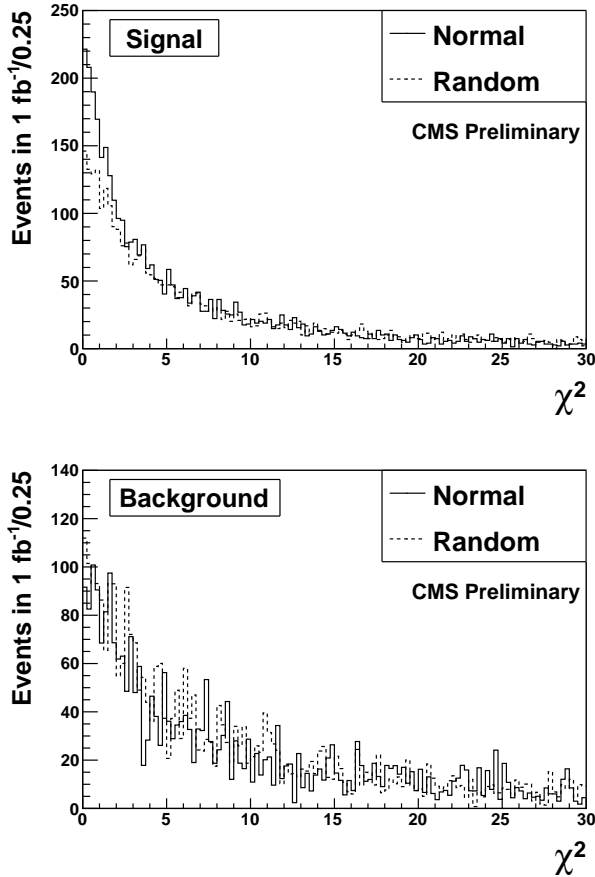 Events in 1 fb⁻¹/0.25
250
200
150
100
50
0
Signal
Normal
Random
CMS Preliminary
0 5 10 15 20 25 30
χ²
Events in 1 fb⁻¹/0.25
140
120
100
80
60
40
20
0
Background
Normal
Random
CMS Preliminary
0 5 10 15 20 25 30
χ²